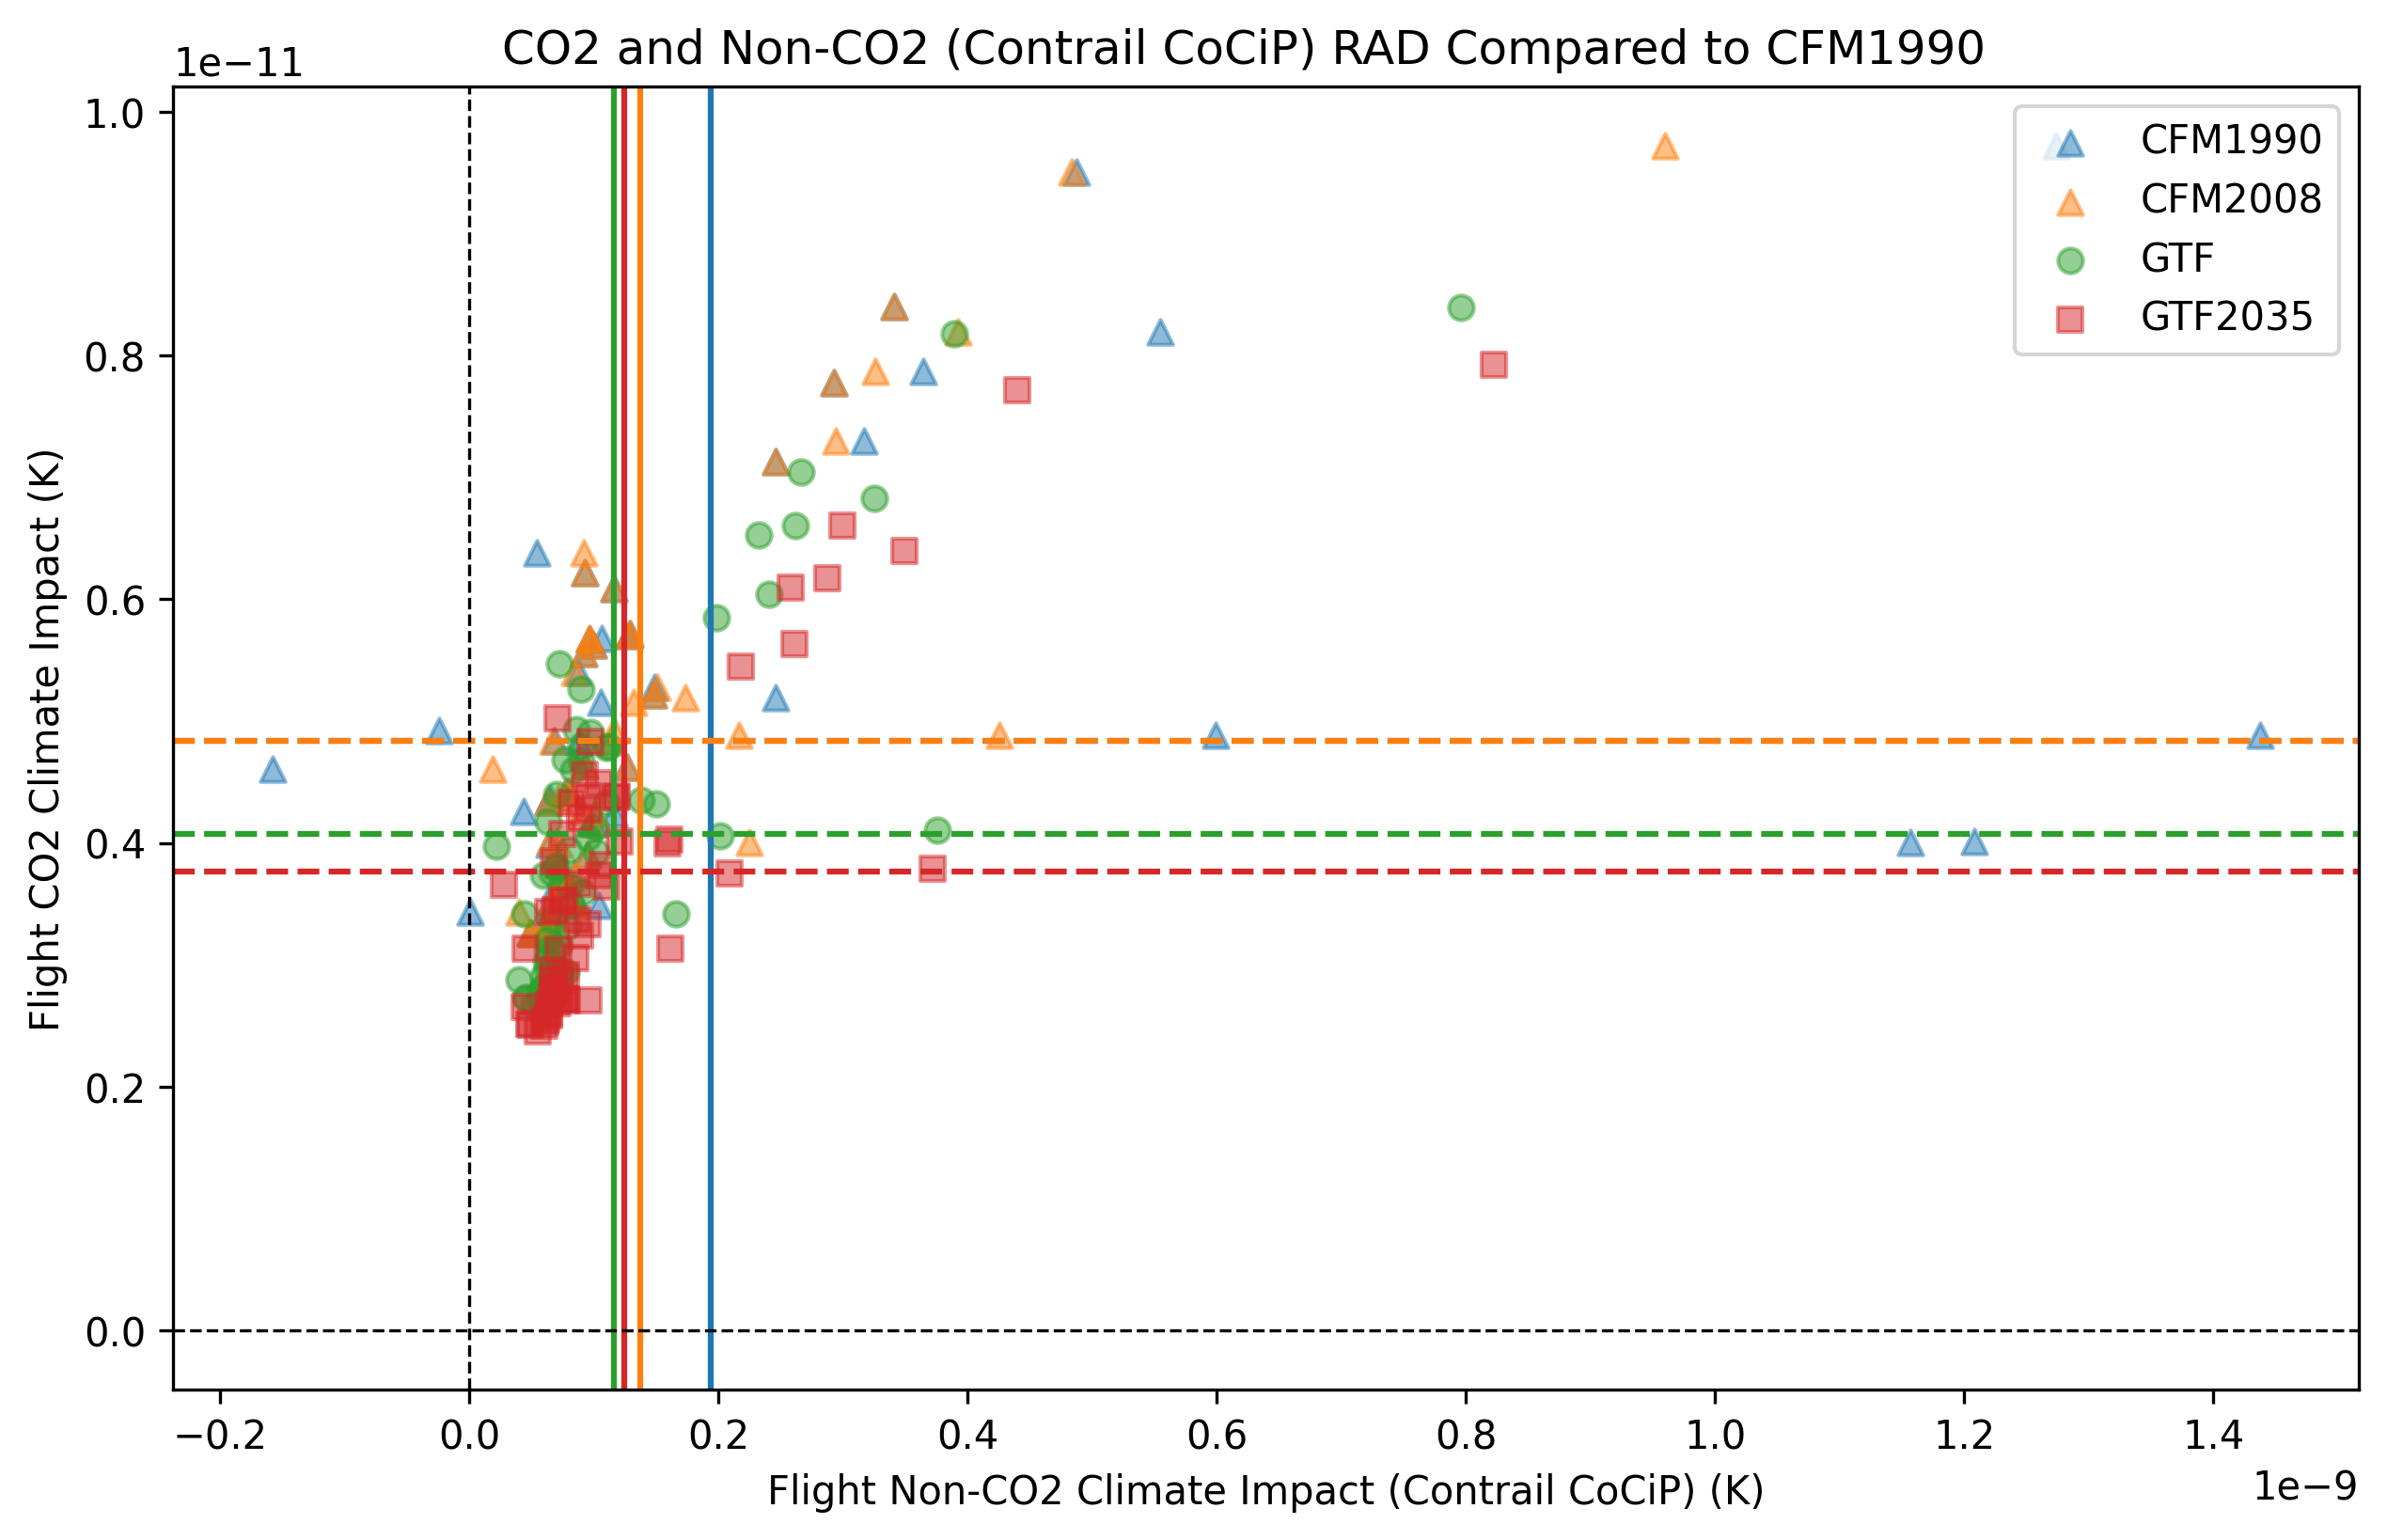 CO2 and Non-CO2 (Contrail CoCiP) RAD Compared to CFM1990
1e−11
1.0
0.8
0.6
0.4
0.2
0.0
Flight CO2 Climate Impact (K)
CFM1990
CFM2008
GTF
GTF2035
−0.2
0.0
0.2
0.4
0.6
0.8
1.0
1.2
1.4
1e−9
Flight Non-CO2 Climate Impact (Contrail CoCiP) (K)